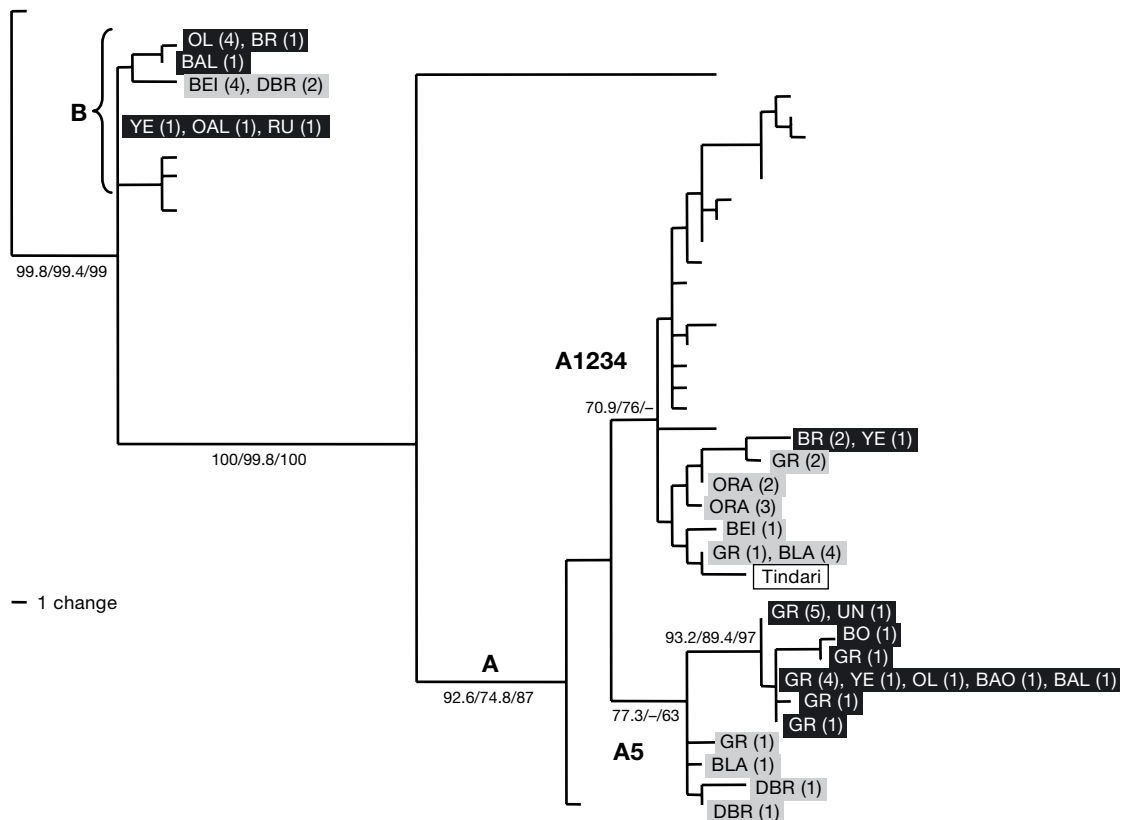 OL (4), BR (1)
BAL (1)
BEI (4), DBR (2)
B
YE (1), OAL (1), RU (1)
99.8/99.4/99
A1234
70.9/76/–
BR (2), YE (1)
GR (2)
100/99.8/100
ORA (2)
ORA (3)
BEI (1)
GR (1), BLA (4)
Tindari
1 change
GR (5), UN (1)
93.2/89.4/97
BO (1)
GR (1)
A
GR (4), YE (1), OL (1), BAO (1), BAL (1)
92.6/74.8/87
GR (1)
77.3/–/63
GR (1)
A5
GR (1)
BLA (1)
DBR (1)
DBR (1)